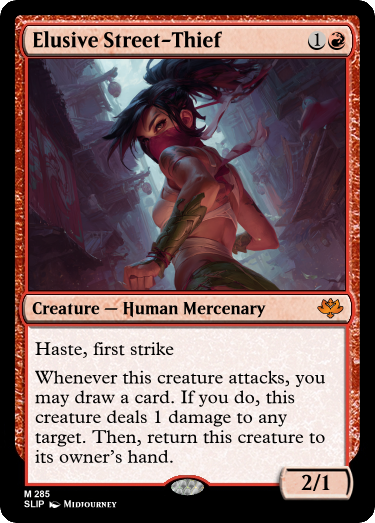 Elusive Street-Thief 1
Creature — Human Mercenary
Haste, first strike
Whenever this creature attacks, you
may draw a card. If you do, this
creature deals 1 damage to any
target. Then, return this creature to
its owner's hand.
2/1
M 285
SLIP Midjourney